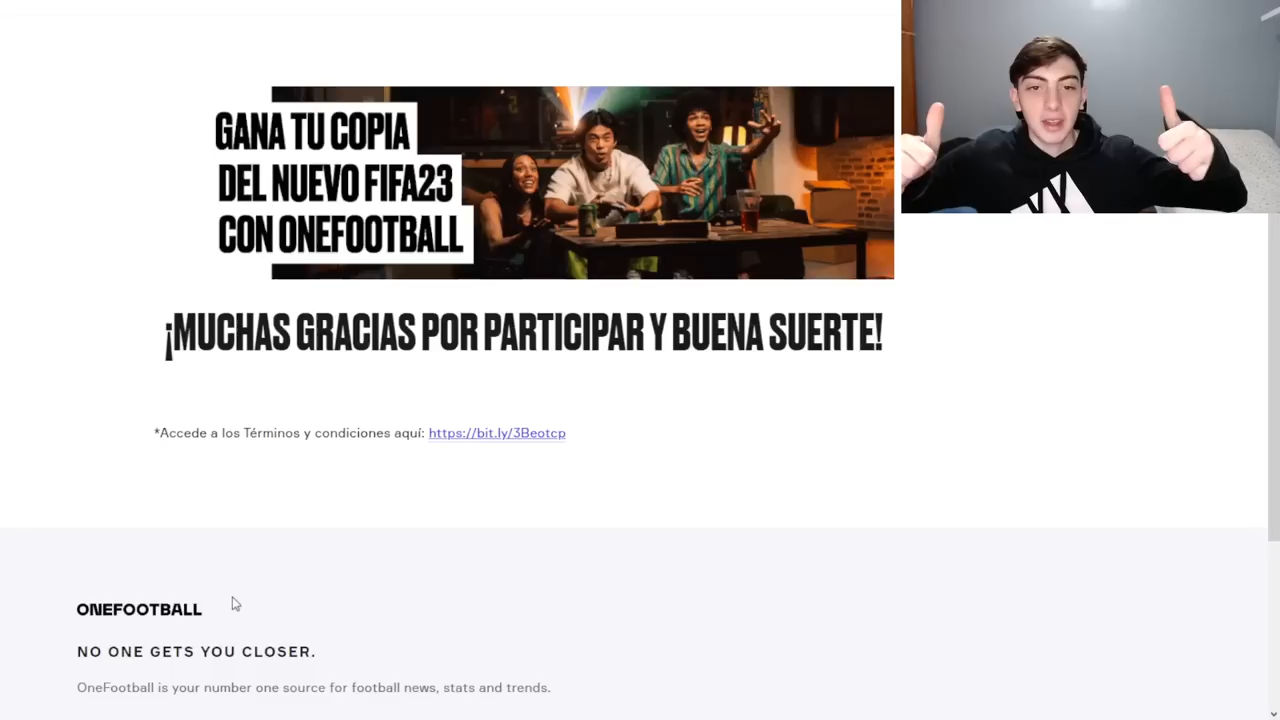 GANA TU COPIA
DEL NUEVO FIFA23
CON ONEFOOTBALL
¡MUCHAS GRACIAS POR PARTICIPAR Y BUENA SUERTE!
*Accede a los Términos y condiciones aquí: https://bit.ly/3Beotcp
ONEFOOTBALL
NO ONE GETS YOU CLOSER.
OneFootball is your number one source for football news, stats and trends.